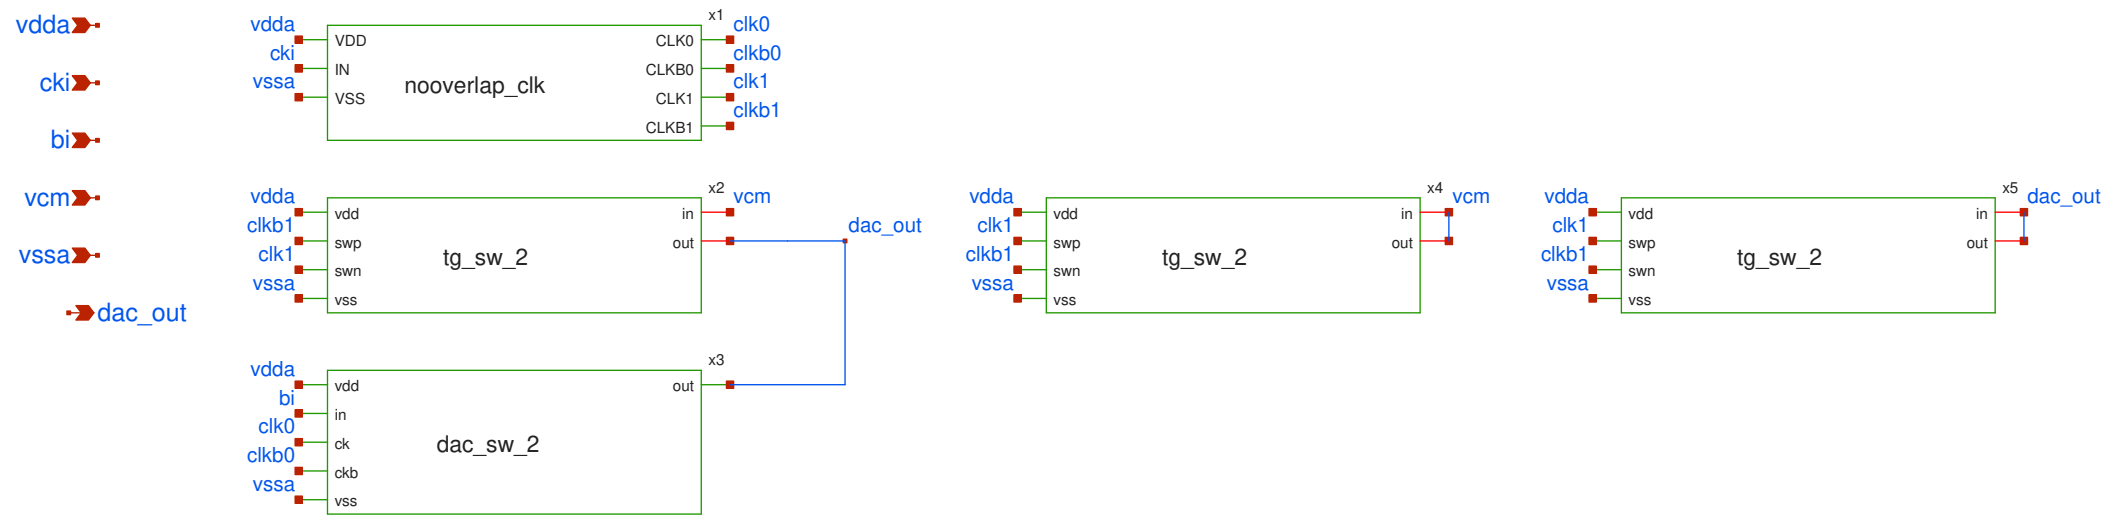 vdda
cki
bi
vcm
vssa
dac_out
x1
vdda
cki
vssa
VDD
IN
VSS
nooverlap_clk
CLK0
CLKB0
CLK1
CLKB1
clk0
clkb0
clk1
clkb1
x2
vdda
clkb1
clk1
vssa
vdd
swp
swn
vss
tg_sw_2
in
out
vcm
dac_out
x3
vdda
bi
clk0
clkb0
vssa
vdd
in
ck
ckb
vss
dac_sw_2
out
x4
vdda
clk1
clkb1
vssa
vdd
swp
swn
vss
tg_sw_2
in
out
vcm
x5
vdda
clk1
clkb1
vssa
vdd
swp
swn
vss
tg_sw_2
in
out
dac_out